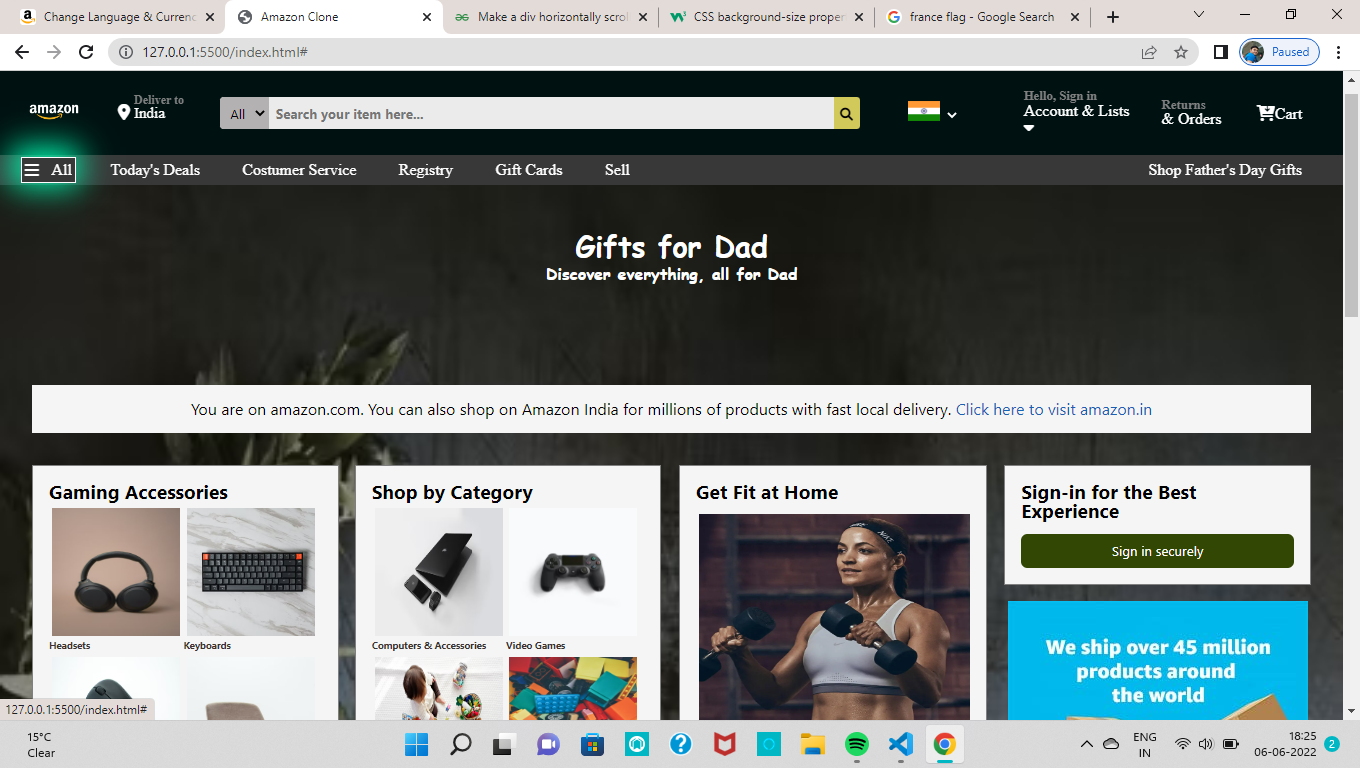 Change Language & Currenc
Amazon Clone
Make a div horizontally scrol
CSS background-size proper
france flag - Google Search
127.0.0.1:5500/index.html#
Paused
amazon
Deliver to
India
All
Search your item here...
Hello, Sign in
Account & Lists
Returns
& Orders
Cart
All
Today's Deals
Costumer Service
Registry
Gift Cards
Sell
Shop Father's Day Gifts
Gifts for Dad
Discover everything, all for Dad
You are on amazon.com. You can also shop on Amazon India for millions of products with fast local delivery. Click here to visit amazon.in
Gaming Accessories
Headsets
Keyboards
Shop by Category
Computers & Accessories
Video Games
Get Fit at Home
Sign-in for the Best
Experience
Sign in securely
We ship over 45 million
products around
the world
127.0.0.1:5500/index.html#
15°C
Clear
ENG
IN
18:25
06-06-2022
2